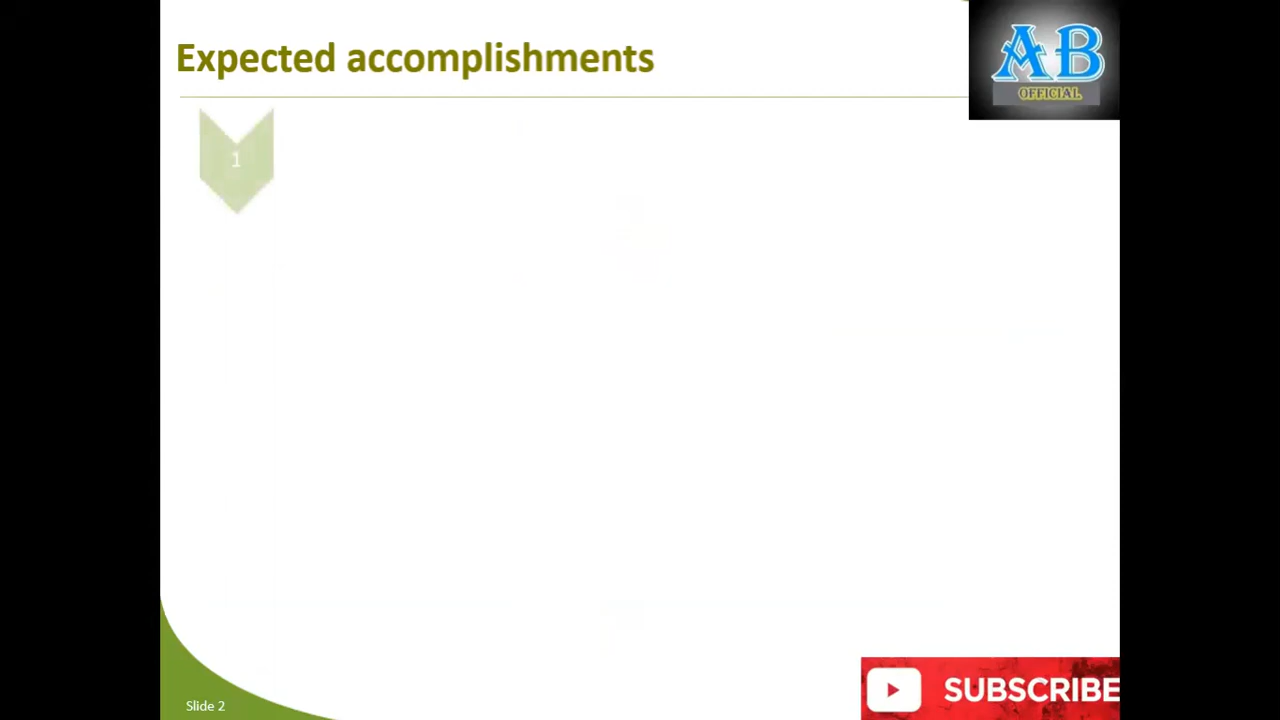 Expected accomplishments
AB
OFFICIAL
1
Slide 2
SUBSCRIBE